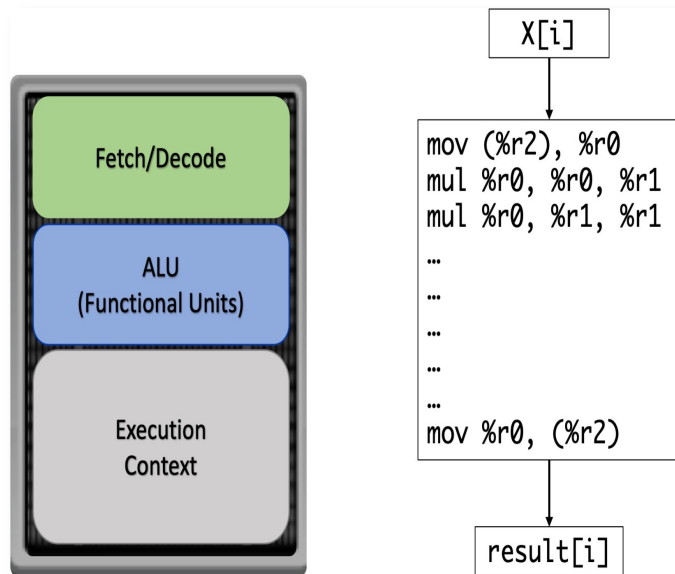 Fetch/Decode
ALU
(Functional Units)
Execution
Context
X[i]
mov (%r2), %r0
mul %r0, %r0, %r1
mul %r0, %r1, %r1
…
…
…
…
…
mov %r0, (%r2)
result[i]